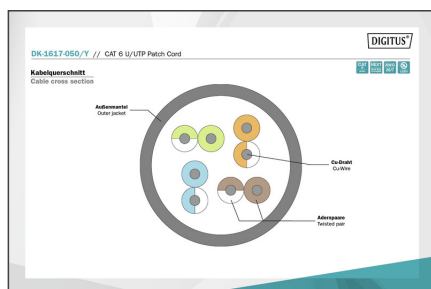 DIGITUS®
DK-1617-050/Y // CAT 6 U/UTP Patch Cord
Kabelquerschnitt
Cable cross section
Außenmantel
Outer jacket
Cu-Draht
Cu-Wire
Adernpaare
Twisted pair